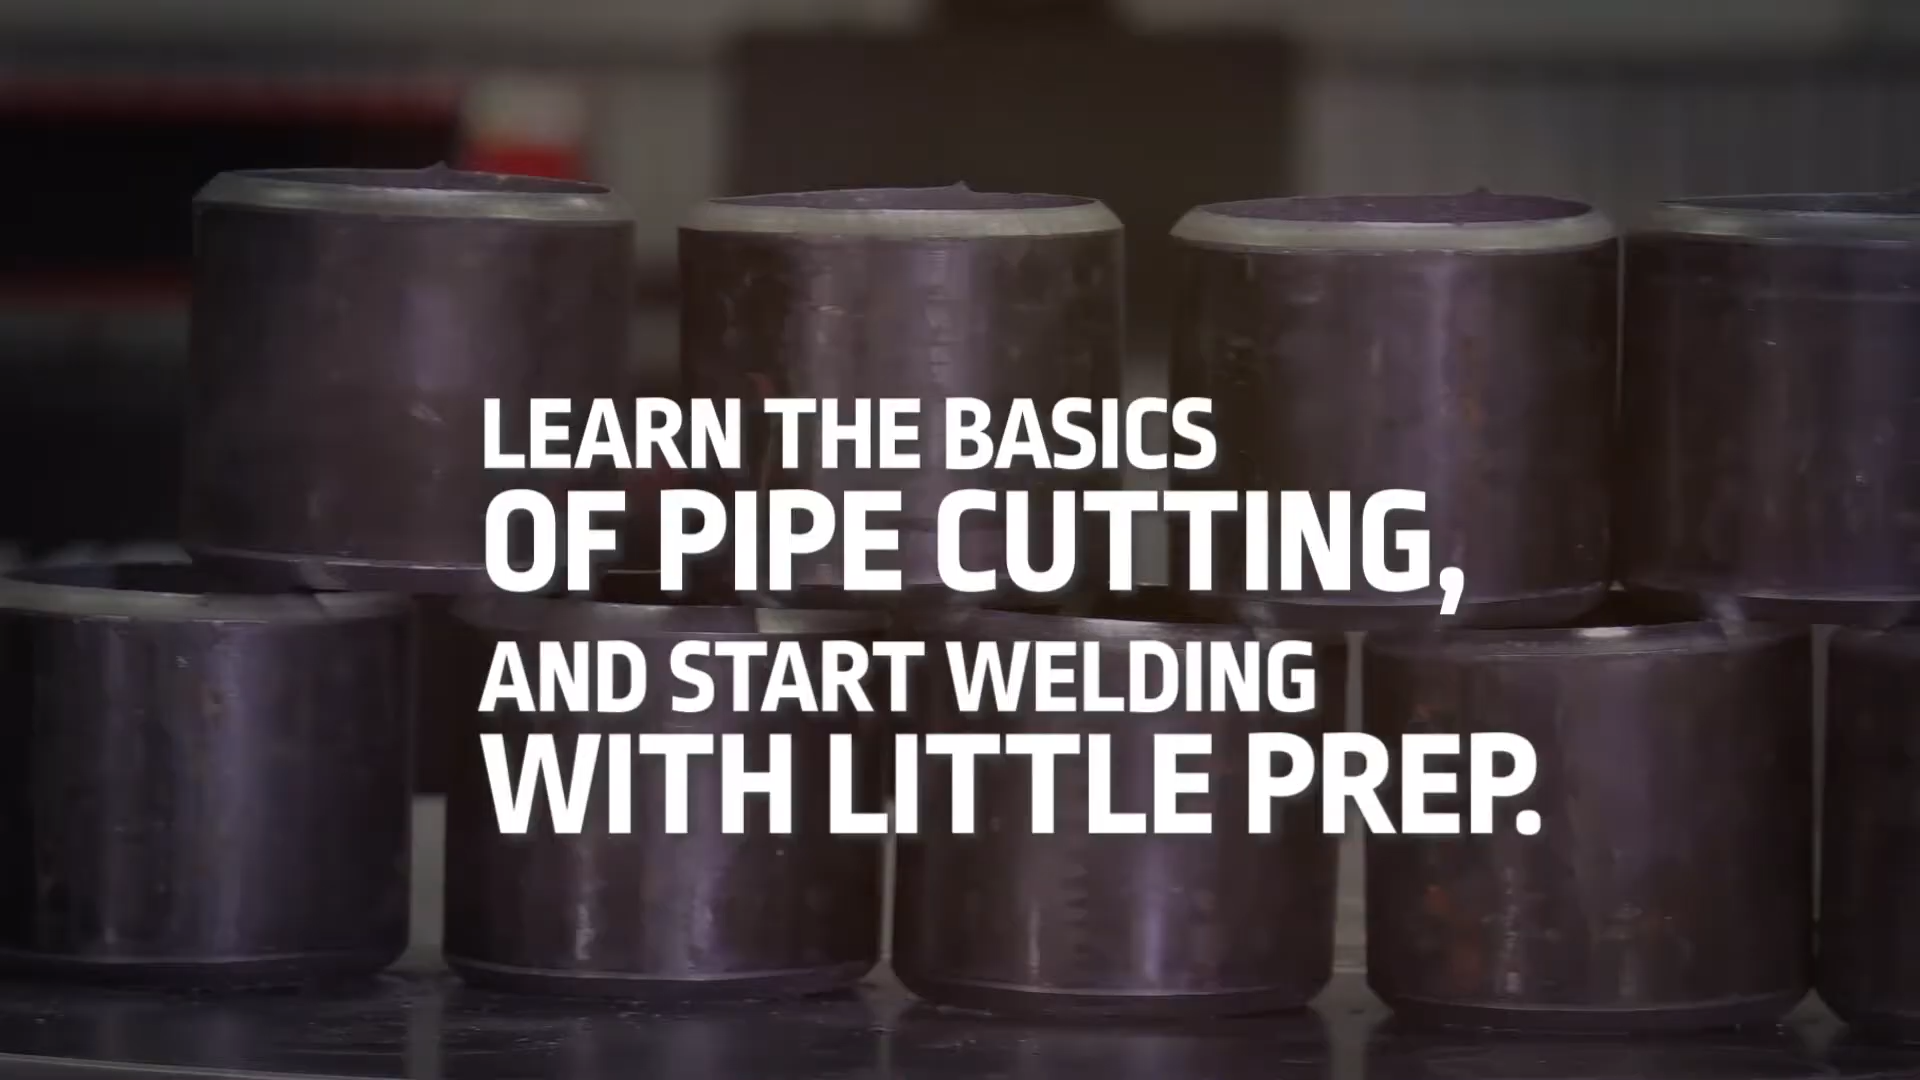 LEARN THE BASICS
OF PIPE CUTTING,
AND START WELDING
WITH LITTLE PREP.